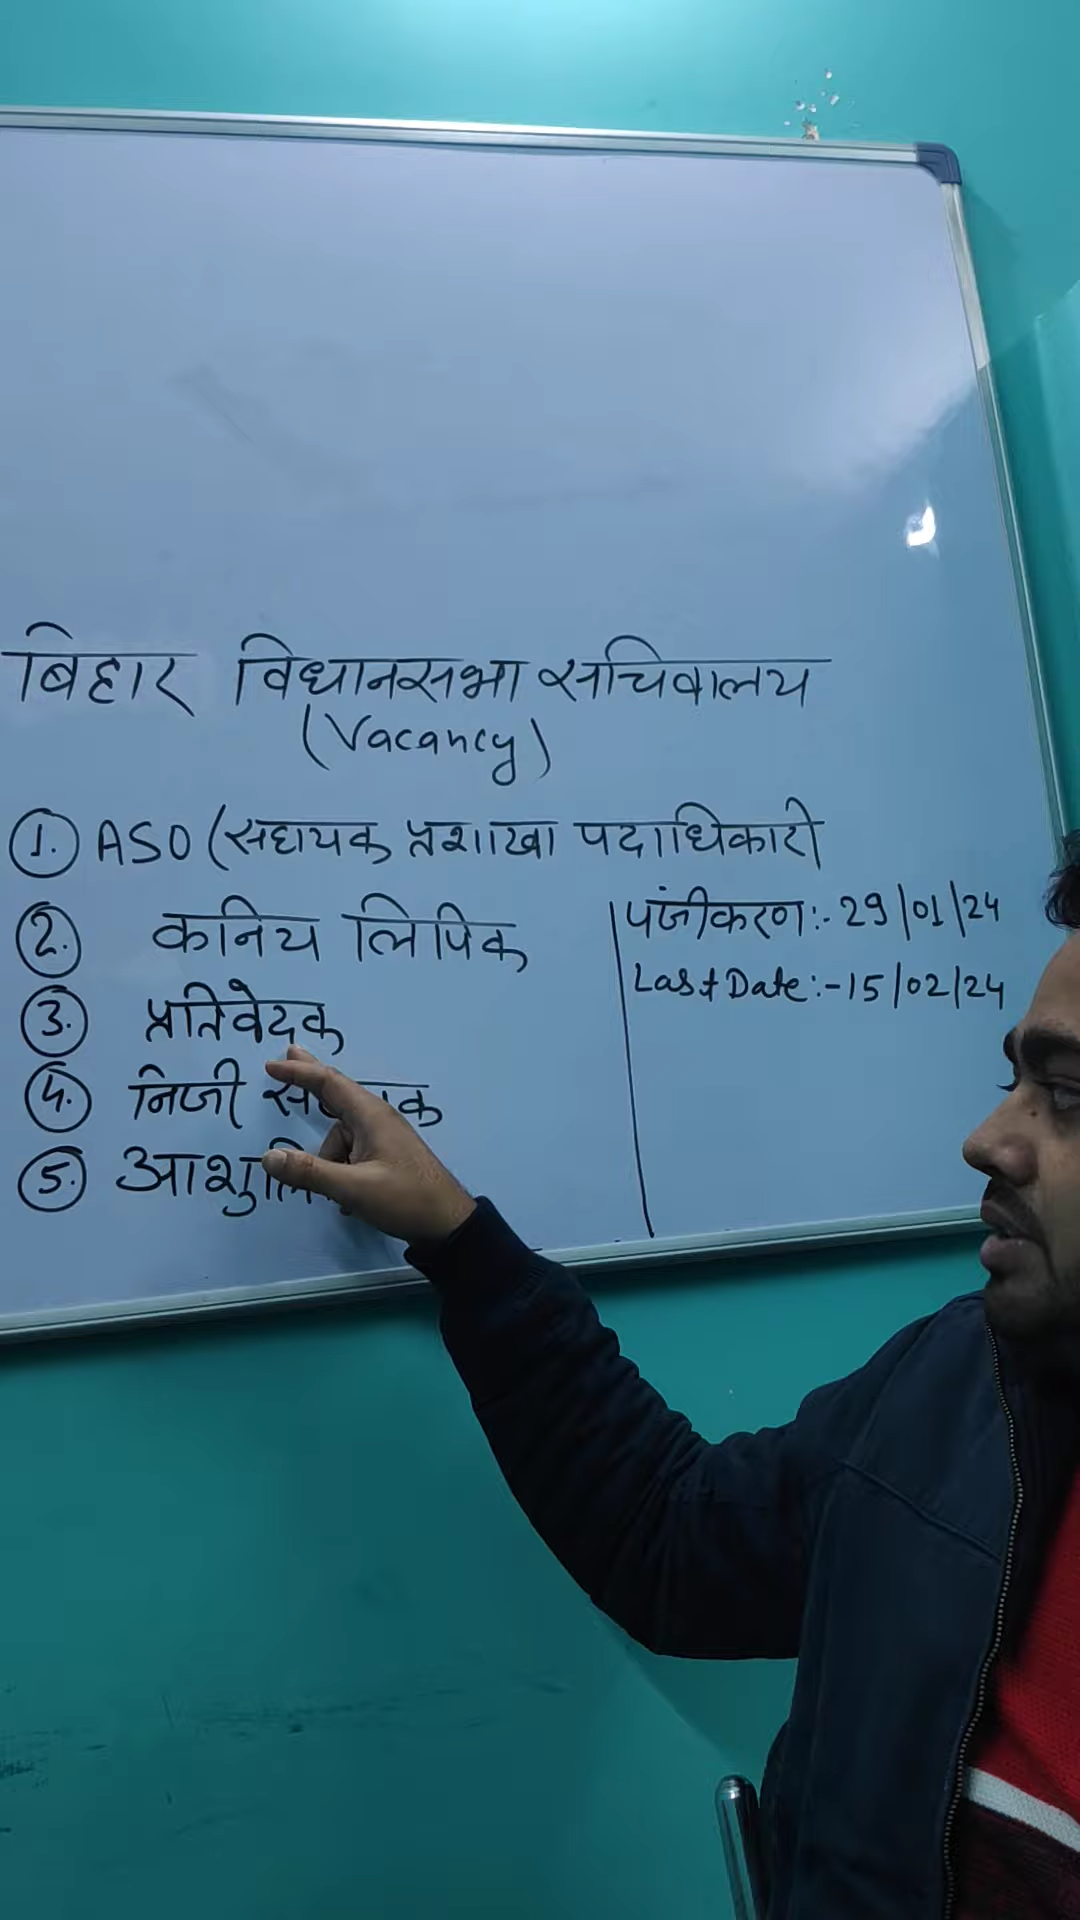 बिहार विधानसभा सचिवालय
(Vacancy)
1. ASO (सहायक प्रशाखा पदाधिकारी
2. कनिय लिपिक
3. प्रतिवेदक
4. निजी
5.
पंजीकरण:- 29/01/24
Last Date:- 15/02/24